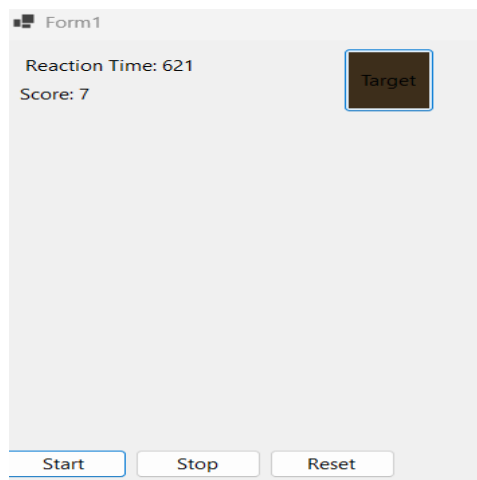 Form1
Reaction Time: 621
Target
Score: 7
Start Stop Reset